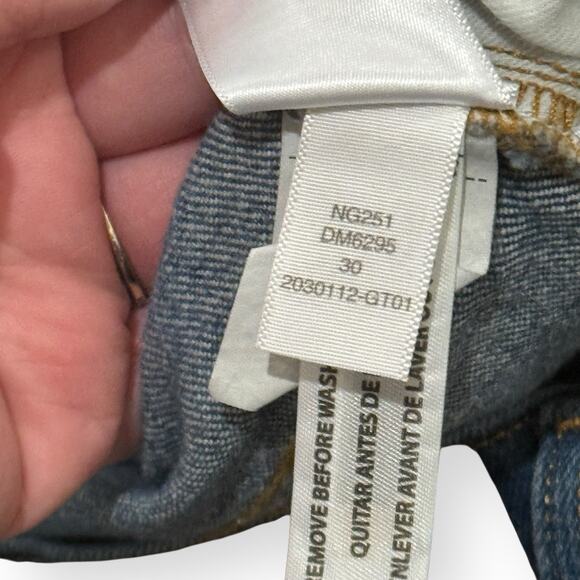 NG251
DM6295
30
2030112-GT01
REMOVE BEFORE WASH
QUITAR ANTES DE
ENLEVER AVANT DE LAVER